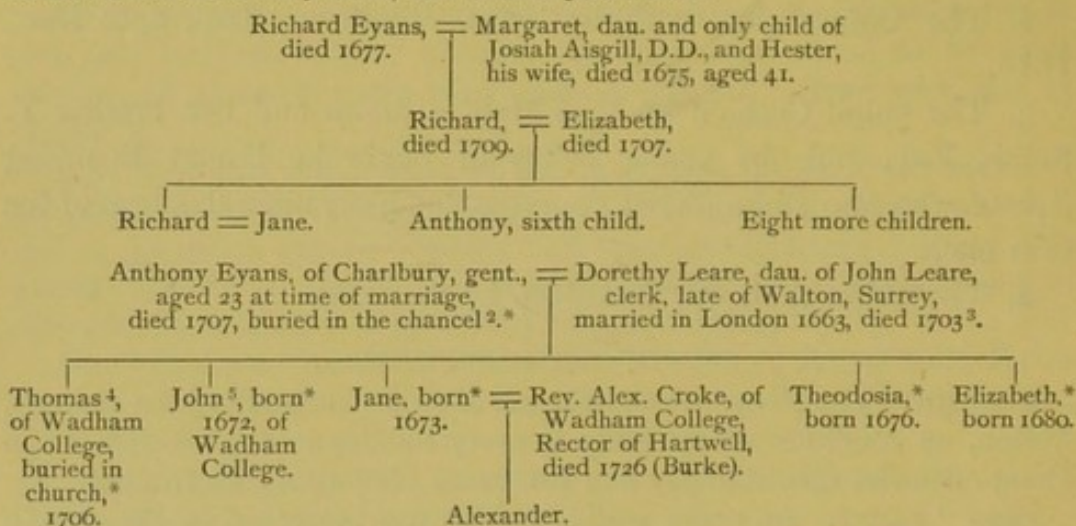 Richard Eyans, = Margaret, dau. and only child of
died 1677. Josiah Aisgill, D.D., and Hester,
his wife, died 1675, aged 41.
Richard, = Elizabeth,
died 1709. died 1707.
Richard = Jane. Anthony, sixth child. Eight more children.
Anthony Eyans, of Charlbury, gent., = Dorethy Leare, dau. of John Leare,
aged 23 at time of marriage, clerk, late of Walton, Surrey,
died 1707, buried in the chancel ².* married in London 1663, died 1703 ³.
Thomas ⁴, John ⁵, born* Jane, born* = Rev. Alex. Croke, of Theodosia,* Elizabeth,*
of Wadham 1672, of 1673. Wadham College, born 1676. born 1680.
College, Wadham Rector of Hartwell,
buried in College. died 1726 (Burke).
church,*
1706. Alexander.